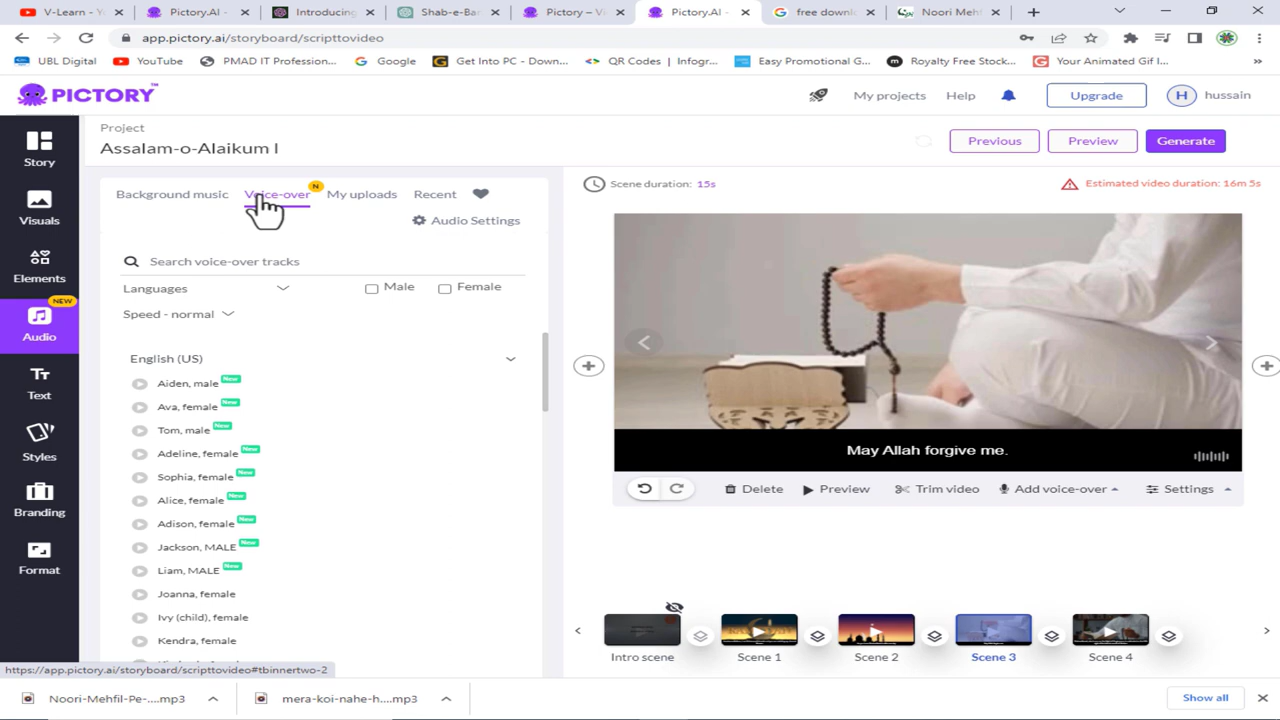 V-Learn - Yo
Pictory.AI -
Introducing
Shab-e-Ba
Pictory – Vi
Pictory.AI -
free downl
Noori Meh
app.pictory.ai/storyboard/scripttovideo
UBL Digital
YouTube
PMAD IT Profession...
Google
Get Into PC - Down...
QR Codes | Infogr...
Easy Promotional G...
Royalty Free Stock...
Your Animated Gif I...
PICTORY
My projects
Help
Upgrade
H
hussain
Project
Assalam-o-Alaikum I
Previous
Preview
Generate
Story
Visuals
Elements
NEW
Audio
Text
Styles
Branding
Format
Background music
Voice-over
N
My uploads
Recent
Audio Settings
Search voice-over tracks
Languages
Male
Female
Speed - normal
English (US)
Aiden, male New
Ava, female New
Tom, male New
Adeline, female New
Sophia, female New
Alice, female New
Adison, female New
Jackson, MALE New
Liam, MALE New
Joanna, female
Ivy (child), female
Kendra, female
Scene duration: 15s
Estimated video duration: 16m 5s
May Allah forgive me.
Delete
Preview
Trim video
Add voice-over
Settings
Intro scene
Scene 1
Scene 2
Scene 3
Scene 4
https://app.pictory.ai/storyboard/scripttovideo#tbinnertwo-2
Noori-Mehfil-Pe-....mp3
mera-koi-nahe-h....mp3
Show all